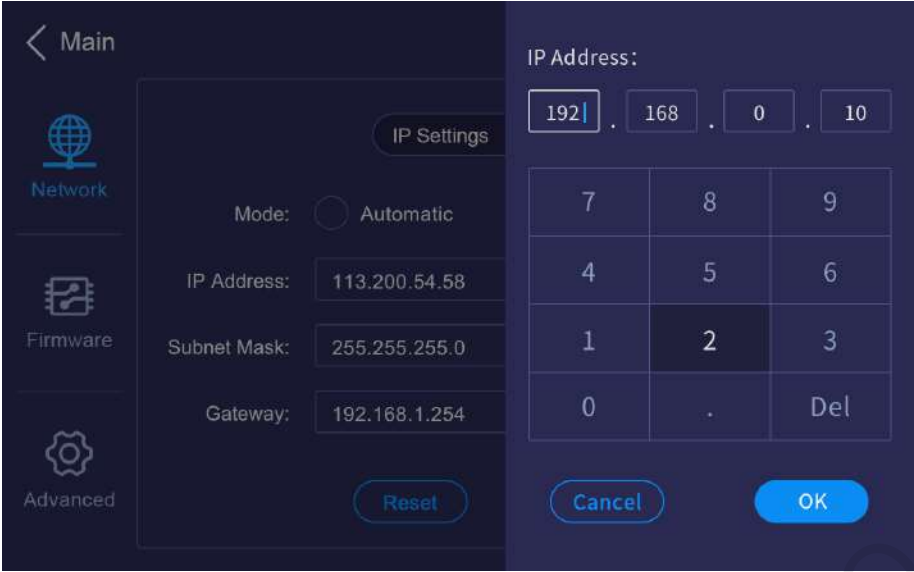 Main
Network
Firmware
Advanced
IP Settings
Mode: Automatic
IP Address: 113.200.54.58
Subnet Mask: 255.255.255.0
Gateway: 192.168.1.254
Reset
IP Address:
192 . 168 . 0 . 10
7 8 9
4 5 6
1 2 3
0 . Del
Cancel OK